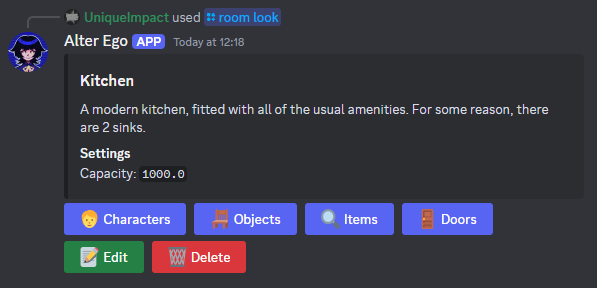 UniqueImpact used room look
Alter Ego APP Today at 12:18
Kitchen
A modern kitchen, fitted with all of the usual amenities. For some reason, there
are 2 sinks.
Settings
Capacity: 1000.0
Characters Objects Items Doors
Edit Delete